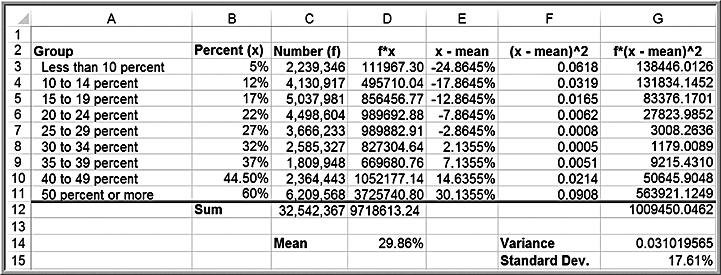 A B C D E F G
1
2 Group Percent (x) Number (f) f*x x - mean (x - mean)^2 f*(x - mean)^2
3 Less than 10 percent 5% 2,239,346 111967.30 -24.8645% 0.0618 138446.0126
4 10 to 14 percent 12% 4,130,917 495710.04 -17.8645% 0.0319 131834.1452
5 15 to 19 percent 17% 5,037,981 856456.77 -12.8645% 0.0165 83376.1701
6 20 to 24 percent 22% 4,498,604 989692.88 -7.8645% 0.0062 27823.9852
7 25 to 29 percent 27% 3,666,233 989882.91 -2.8645% 0.0008 3008.2636
8 30 to 34 percent 32% 2,585,327 827304.64 2.1355% 0.0005 1179.0089
9 35 to 39 percent 37% 1,809,948 669680.76 7.1355% 0.0051 9215.4310
10 40 to 49 percent 44.50% 2,364,443 1052177.14 14.6355% 0.0214 50645.9048
11 50 percent or more 60% 6,209,568 3725740.80 30.1355% 0.0908 563921.1249
12 Sum 32,542,367 9718613.24 1009450.0462
13
14 Mean 29.86% Variance 0.031019565
15 Standard Dev. 17.61%